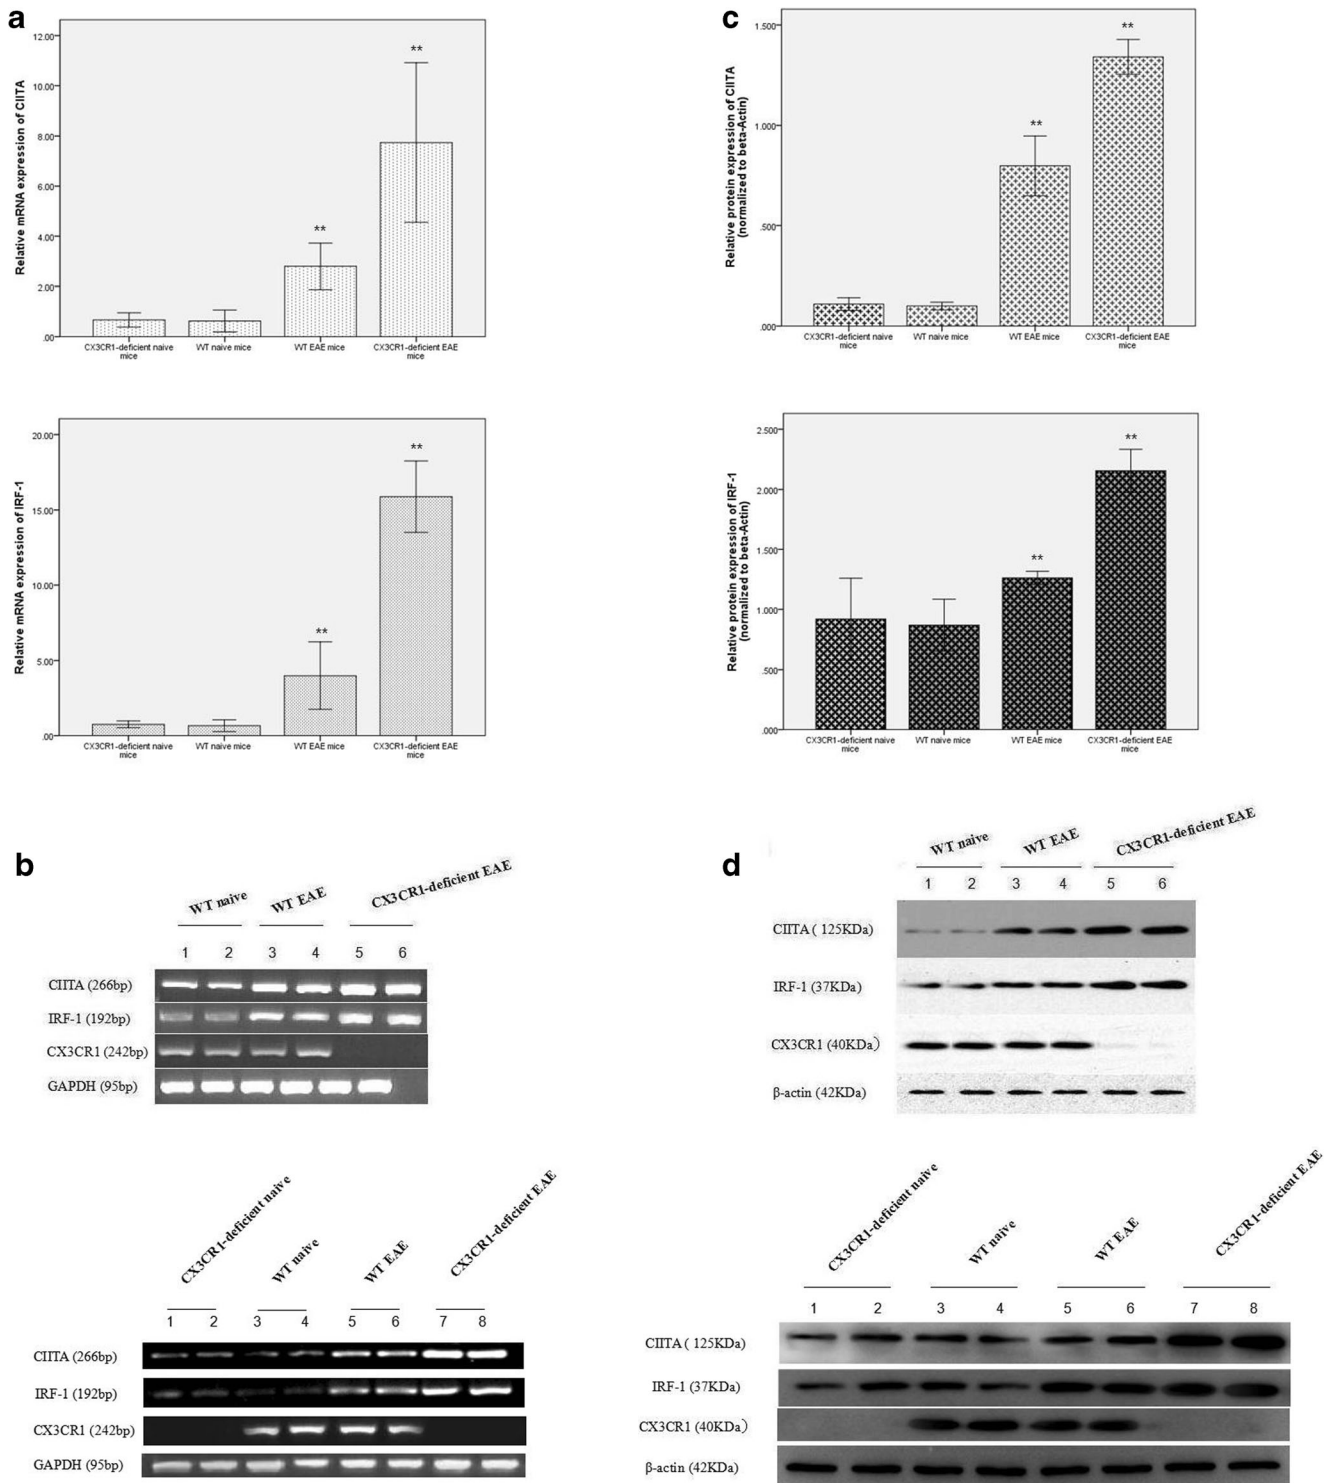 a
Relative mRNA expression of CIITA
12.00
10.00
8.00
6.00
4.00
2.00
.00
**
**
CX3CR1-deficient naive
mice
WT naive mice
WT EAE mice
CX3CR1-deficient EAE
mice
Relative mRNA expression of IRF-1
20.00
15.00
10.00
5.00
.00
**
**
CX3CR1-deficient naive
mice
WT naive mice
WT EAE mice
CX3CR1-deficient EAE
mice
c
Relative protein expression of CIITA
(normalized to beta-Actin)
1.500
1.000
.500
.000
**
**
CX3CR1-deficient naive
mice
WT naive mice
WT EAE mice
CX3CR1-deficient EAE
mice
Relative protein expression of IRF-1
(normalized to beta-Actin)
2.500
2.000
1.500
1.000
.500
.000
**
**
CX3CR1-deficient naive
mice
WT naive mice
WT EAE mice
CX3CR1-deficient EAE
mice
b
WT naive
WT EAE
CX3CR1-deficient EAE
1 2 3 4 5 6
CIITA (266bp)
IRF-1 (192bp)
CX3CR1 (242bp)
GAPDH (95bp)
CX3CR1-deficient naive
WT naive
WT EAE
CX3CR1-deficient EAE
1 2 3 4 5 6 7 8
CIITA (266bp)
IRF-1 (192bp)
CX3CR1 (242bp)
GAPDH (95bp)
d
WT naive
WT EAE
CX3CR1-deficient EAE
1 2 3 4 5 6
CIITA ( 125KDa)
IRF-1 (37KDa)
CX3CR1 (40KDa)
β-actin (42KDa)
CX3CR1-deficient naive
WT naive
WT EAE
CX3CR1-deficient EAE
1 2 3 4 5 6 7 8
CIITA ( 125KDa)
IRF-1 (37KDa)
CX3CR1 (40KDa)
β-actin (42KDa)